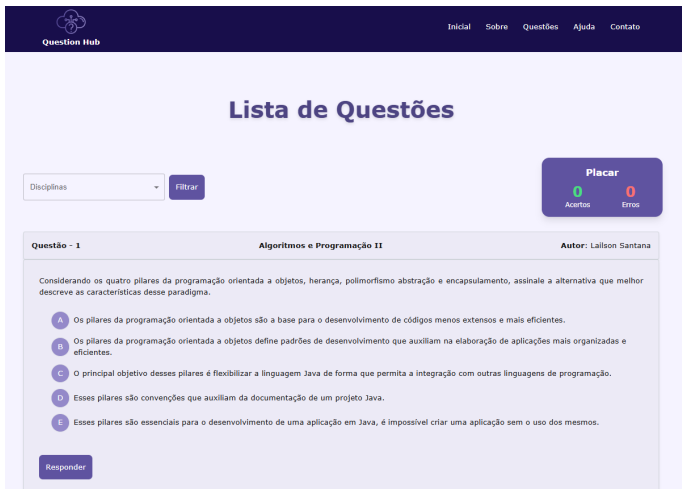 Question Hub
Inicial Sobre Questões Ajuda Contato
Lista de Questões
Disciplinas
Filtrar
Placar
0 0
Acertos Erros
Questão - 1 Algoritmos e Programação II Autor: Lailson Santana
Considerando os quatro pilares da programação orientada a objetos, herança, polimorfismo abstração e encapsulamento, assinale a alternativa que melhor
descreve as características desse paradigma.
A Os pilares da programação orientada a objetos são a base para o desenvolvimento de códigos menos extensos e mais eficientes.
B Os pilares da programação orientada a objetos define padrões de desenvolvimento que auxiliam na elaboração de aplicações mais organizadas e
eficientes.
C O principal objetivo desses pilares é flexibilizar a linguagem Java de forma que permita a integração com outras linguagens de programação.
D Esses pilares são convenções que auxiliam da documentação de um projeto Java.
E Esses pilares são essenciais para o desenvolvimento de uma aplicação em Java, é impossível criar uma aplicação sem o uso dos mesmos.
Responder